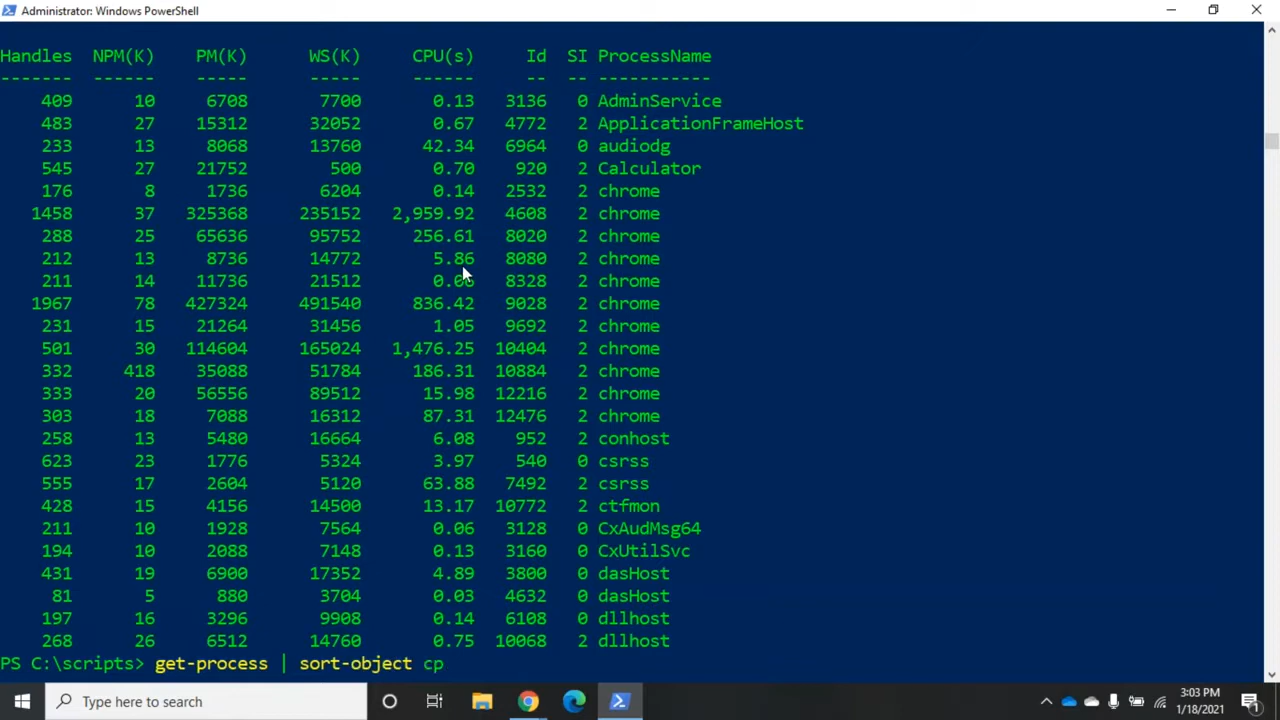 Administrator: Windows PowerShell
Handles NPM(K) PM(K) WS(K) CPU(s) Id SI ProcessName
------- ------ ----- ----- ------ -- -- -----------
409 10 6708 7700 0.13 3136 0 AdminService
483 27 15312 32052 0.67 4772 2 ApplicationFrameHost
233 13 8068 13760 42.34 6964 0 audiodg
545 27 21752 500 0.70 920 2 Calculator
176 8 1736 6204 0.14 2532 2 chrome
1458 37 325368 235152 2,959.92 4608 2 chrome
288 25 65636 95752 256.61 8020 2 chrome
212 13 8736 14772 5.86 8080 2 chrome
211 14 11736 21512 8328 2 chrome
1967 78 427324 491540 836.42 9028 2 chrome
231 15 21264 31456 1.05 9692 2 chrome
501 30 114604 165024 1,476.25 10404 2 chrome
332 418 35088 51784 186.31 10884 2 chrome
333 20 56556 89512 15.98 12216 2 chrome
303 18 7088 16312 87.31 12476 2 chrome
258 13 5480 16664 6.08 952 2 conhost
623 23 1776 5324 3.97 540 0 csrss
555 17 2604 5120 63.88 7492 2 csrss
428 15 4156 14500 13.17 10772 2 ctfmon
211 10 1928 7564 0.06 3128 0 CxAudMsg64
194 10 2088 7148 0.13 3160 0 CxUtilSvc
431 19 6900 17352 4.89 3800 0 dasHost
81 5 880 3704 0.03 4632 0 dasHost
197 16 3296 9908 0.14 6108 0 dllhost
268 26 6512 14760 0.75 10068 2 dllhost
PS C:\scripts> get-process | sort-object cp
Type here to search
3:03 PM
1/18/2021
1